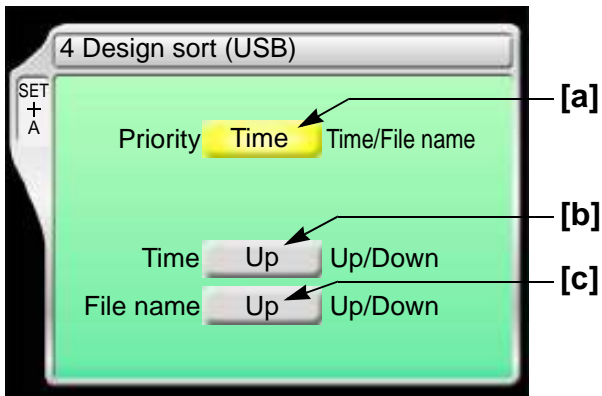 4 Design sort (USB)
SET
+
A
[a]
Priority Time Time/File name
[b]
Time Up Up/Down
[c]
File name Up Up/Down